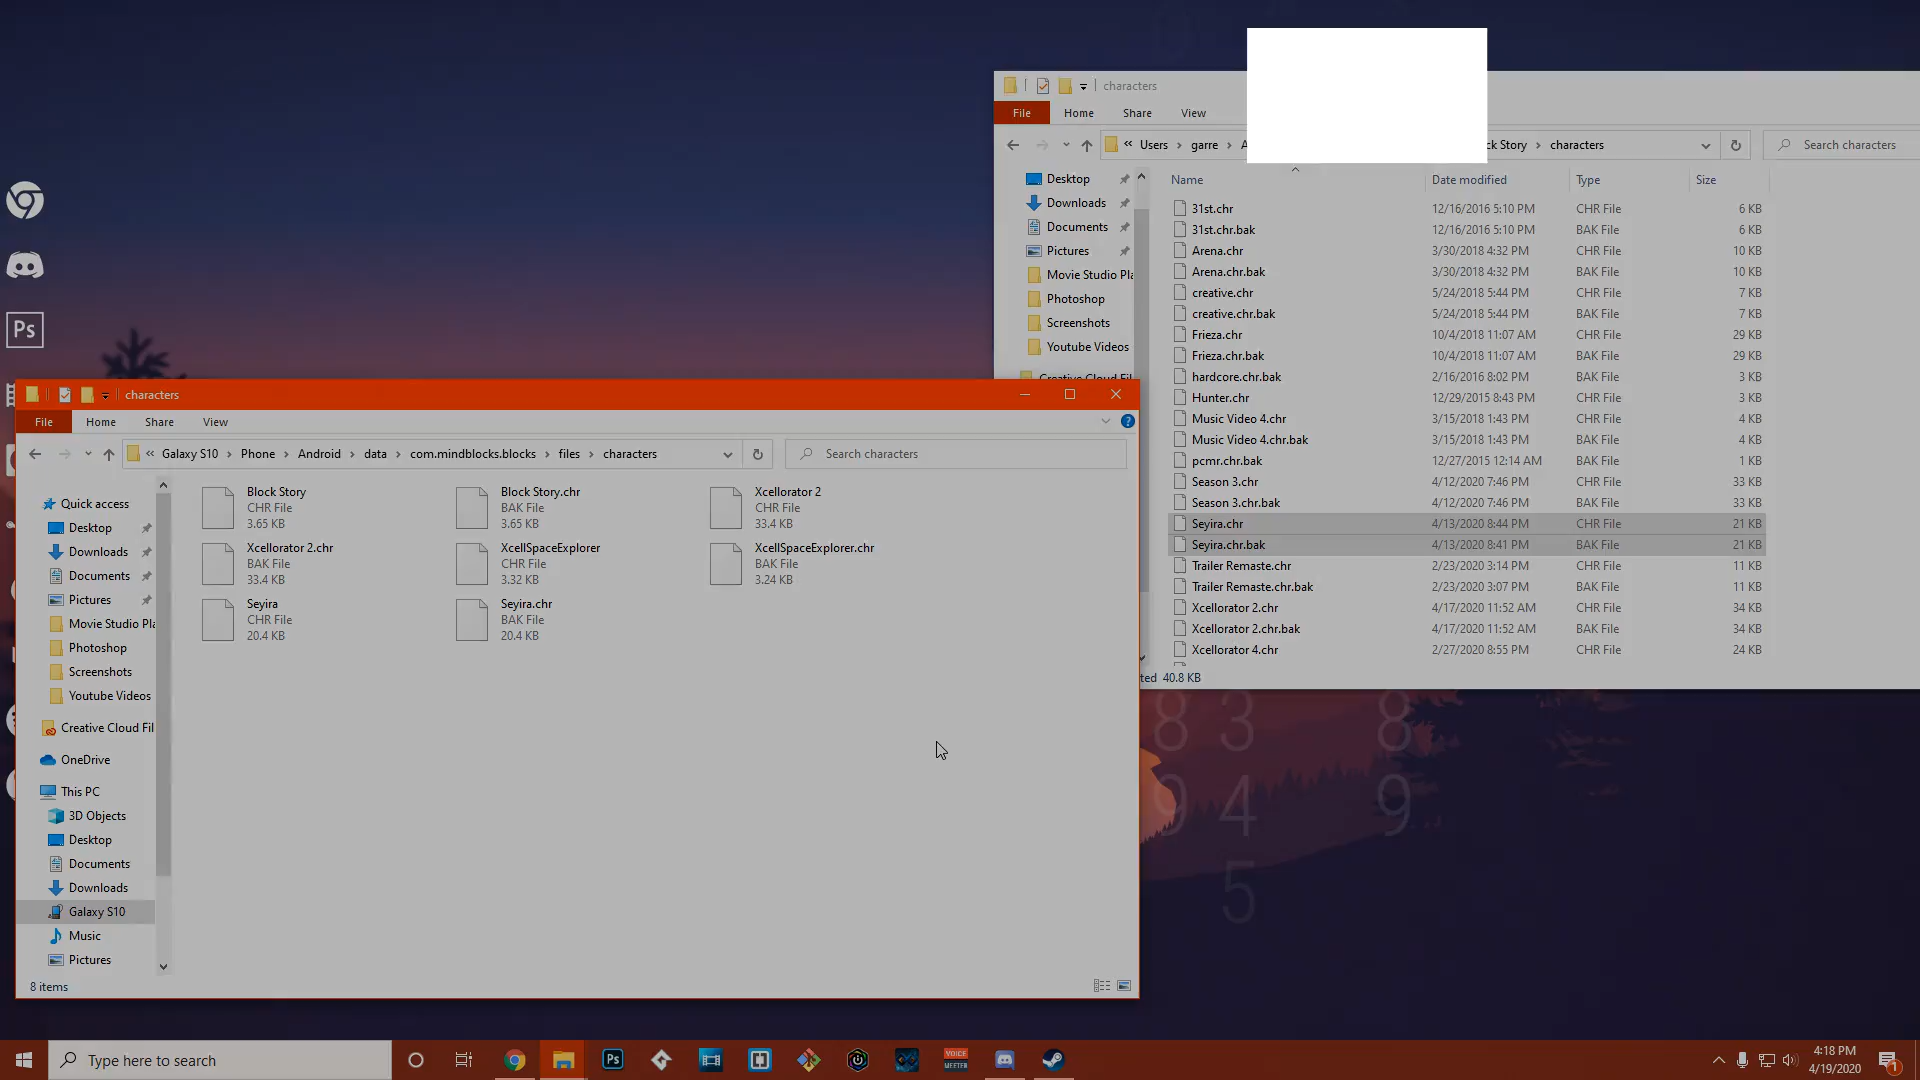 characters
File
Home
Share
View
Users
garre
ck Story
characters
Search characters
Desktop
Downloads
Documents
Pictures
Movie Studio Pla
Photoshop
Screenshots
Youtube Videos
Name
Date modified
Type
Size
31st.chr 12/16/2016 5:10 PM CHR File 6 KB
31st.chr.bak 12/16/2016 5:10 PM BAK File 6 KB
Arena.chr 3/30/2018 4:32 PM CHR File 10 KB
Arena.chr.bak 3/30/2018 4:32 PM BAK File 10 KB
creative.chr 5/24/2018 5:44 PM CHR File 7 KB
creative.chr.bak 5/24/2018 5:44 PM BAK File 7 KB
Frieza.chr 10/4/2018 11:07 AM CHR File 29 KB
Frieza.chr.bak 10/4/2018 11:07 AM BAK File 29 KB
hardcore.chr.bak 2/16/2016 8:02 PM BAK File 3 KB
Hunter.chr 12/29/2015 8:43 PM CHR File 3 KB
Music Video 4.chr 3/15/2018 1:43 PM CHR File 4 KB
Music Video 4.chr.bak 3/15/2018 1:43 PM BAK File 4 KB
pcmr.chr.bak 12/27/2015 12:14 AM BAK File 1 KB
Season 3.chr 4/12/2020 7:46 PM CHR File 33 KB
Season 3.chr.bak 4/12/2020 7:46 PM BAK File 33 KB
Seyira.chr 4/13/2020 8:44 PM CHR File 21 KB
Seyira.chr.bak 4/13/2020 8:41 PM BAK File 21 KB
Trailer Remaste.chr 2/23/2020 3:14 PM CHR File 11 KB
Trailer Remaste.chr.bak 2/23/2020 3:07 PM BAK File 11 KB
Xcellorator 2.chr 4/17/2020 11:52 AM CHR File 34 KB
Xcellorator 2.chr.bak 4/17/2020 11:52 AM BAK File 34 KB
Xcellorator 4.chr 2/27/2020 8:55 PM CHR File 24 KB
ted 40.8 KB
characters
File
Home
Share
View
Galaxy S10
Phone
Android
data
com.mindblocks.blocks
files
characters
Search characters
Quick access
Desktop
Downloads
Documents
Pictures
Movie Studio Pla
Photoshop
Screenshots
Youtube Videos
Creative Cloud Fil
OneDrive
This PC
3D Objects
Desktop
Documents
Downloads
Galaxy S10
Music
Pictures
Block Story
CHR File
3.65 KB
Block Story.chr
BAK File
3.65 KB
Xcellorator 2
CHR File
33.4 KB
Xcellorator 2.chr
BAK File
33.4 KB
XcellSpaceExplorer
CHR File
3.32 KB
XcellSpaceExplorer.chr
BAK File
3.24 KB
Seyira
CHR File
20.4 KB
Seyira.chr
BAK File
20.4 KB
8 items
Ps
8 3 8
9 4 9
5
Type here to search
Ps
VOICE
MEETER
4:18 PM
4/19/2020
1